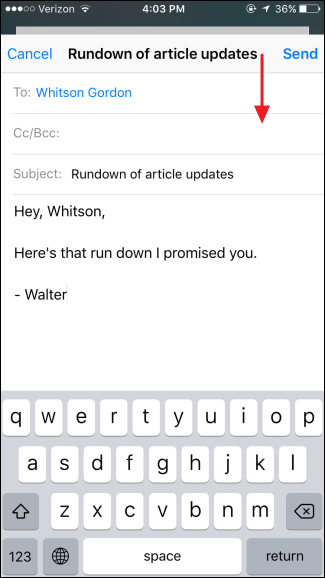 Verizon 4:03 PM 36%
Cancel Rundown of article updates Send
To: Whitson Gordon
Cc/Bcc:
Subject: Rundown of article updates
Hey, Whitson,
Here's that run down I promised you.
- Walter
q w e r t y u i o p
a s d f g h j k l
z x c v b n m
123 space return